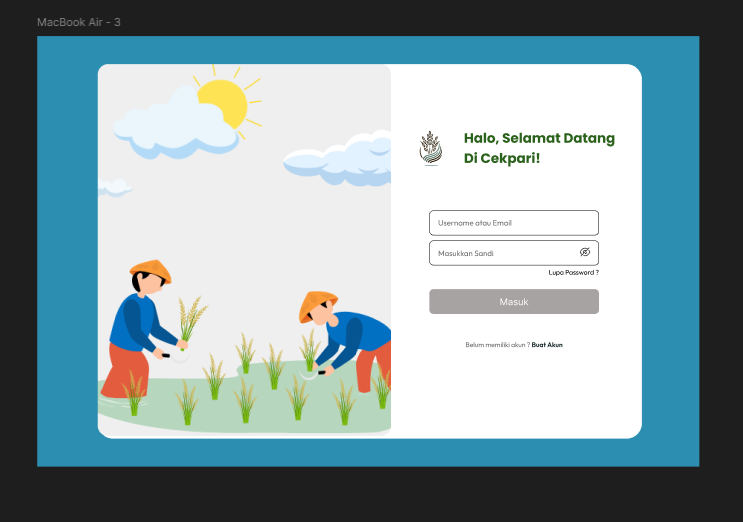 MacBook Air - 3
Halo, Selamat Datang
Di Cekpari!
Username atau Email
Masukkan Sandi
Lupa Password ?
Masuk
Belum memiliki akun ? Buat Akun